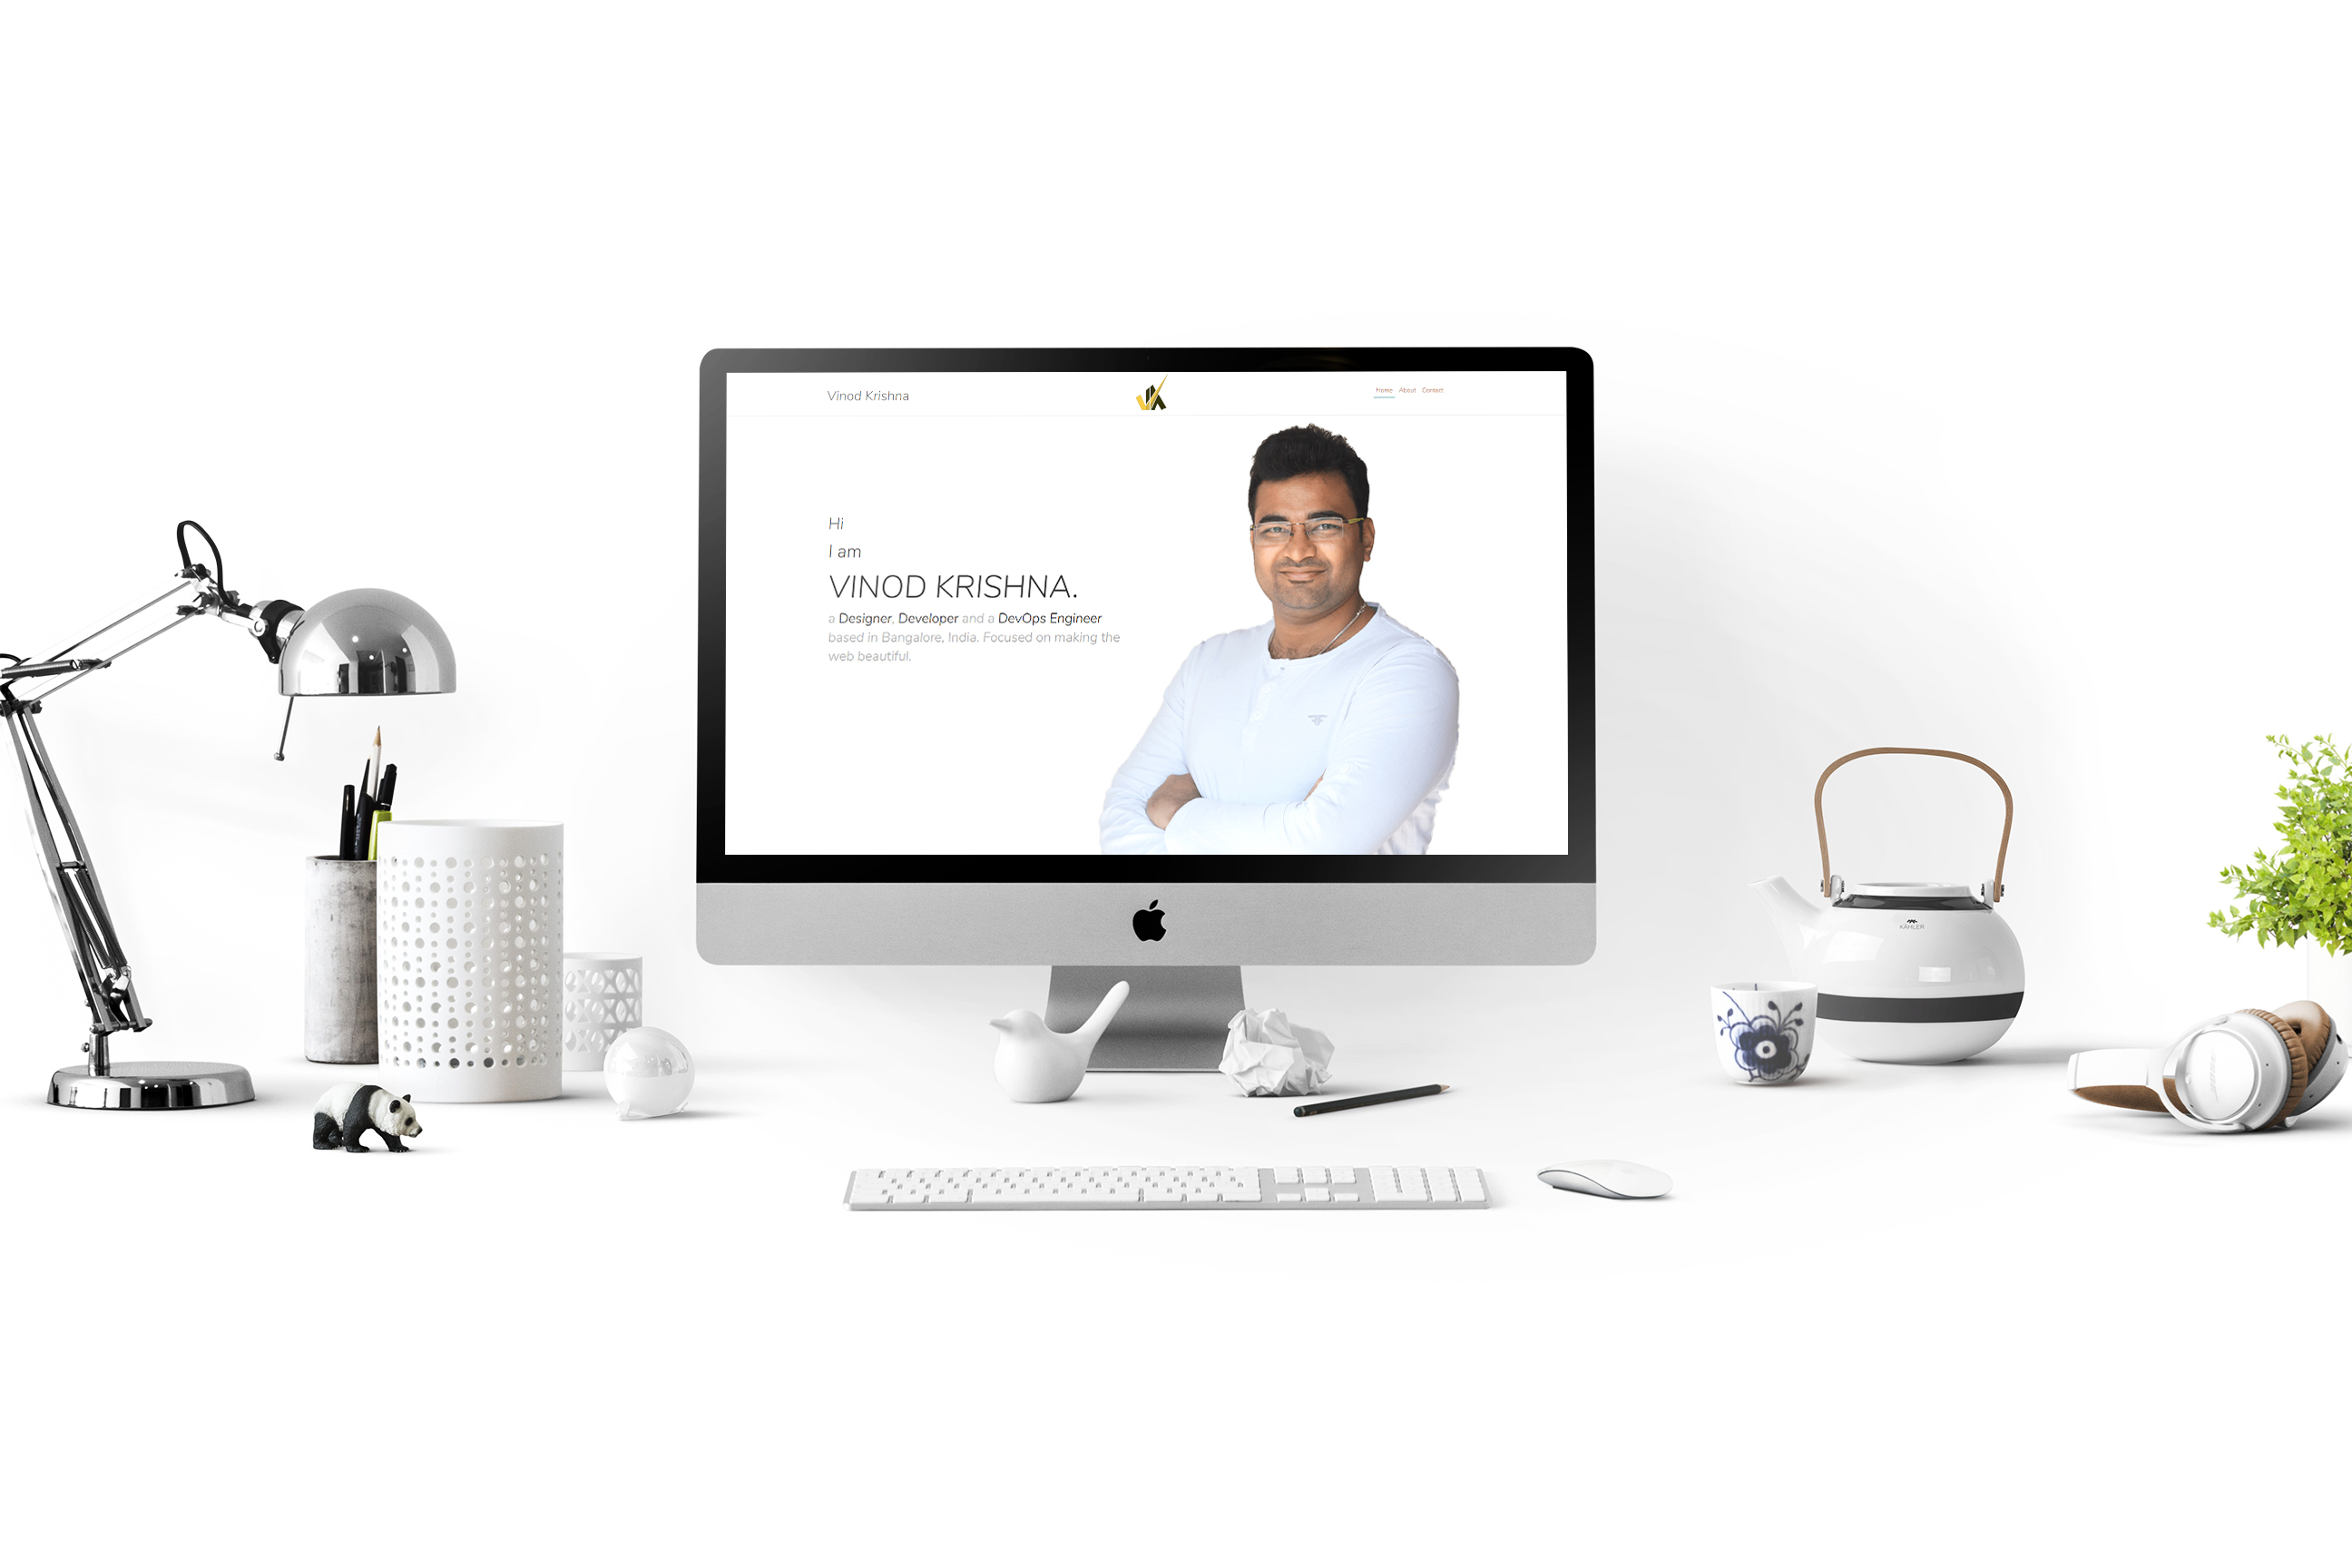 Vinod Krishna
Home About Contact
Hi
I am
VINOD KRISHNA.
a Designer, Developer and a DevOps Engineer
based in Bangalore, India. Focused on making the
web beautiful.
KÄHLER